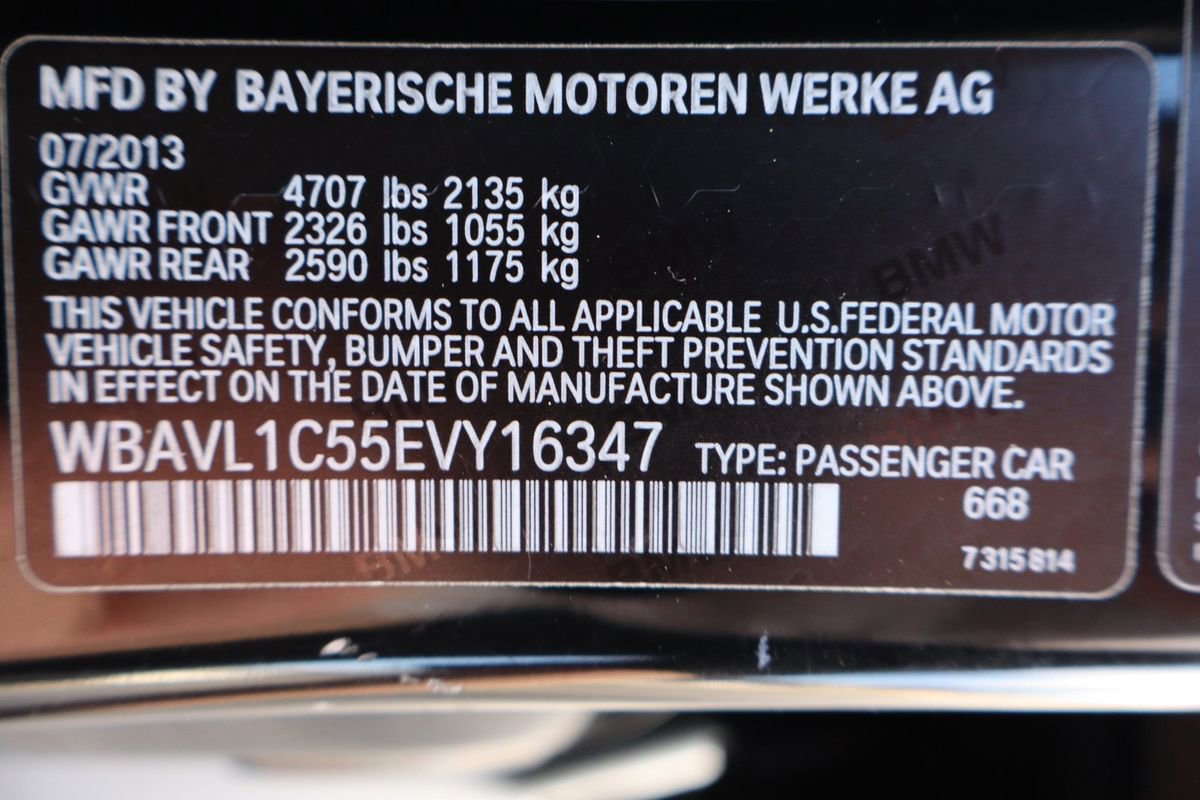 MFD BY BAYERISCHE MOTOREN WERKE AG
07/2013
GVWR 4707 lbs 2135 kg
GAWR FRONT 2326 lbs 1055 kg
GAWR REAR 2590 lbs 1175 kg
THIS VEHICLE CONFORMS TO ALL APPLICABLE U.S.FEDERAL MOTOR
VEHICLE SAFETY, BUMPER AND THEFT PREVENTION STANDARDS
IN EFFECT ON THE DATE OF MANUFACTURE SHOWN ABOVE.
WBAVL1C55EVY16347 TYPE: PASSENGER CAR
668
7315814
BMW
BMW